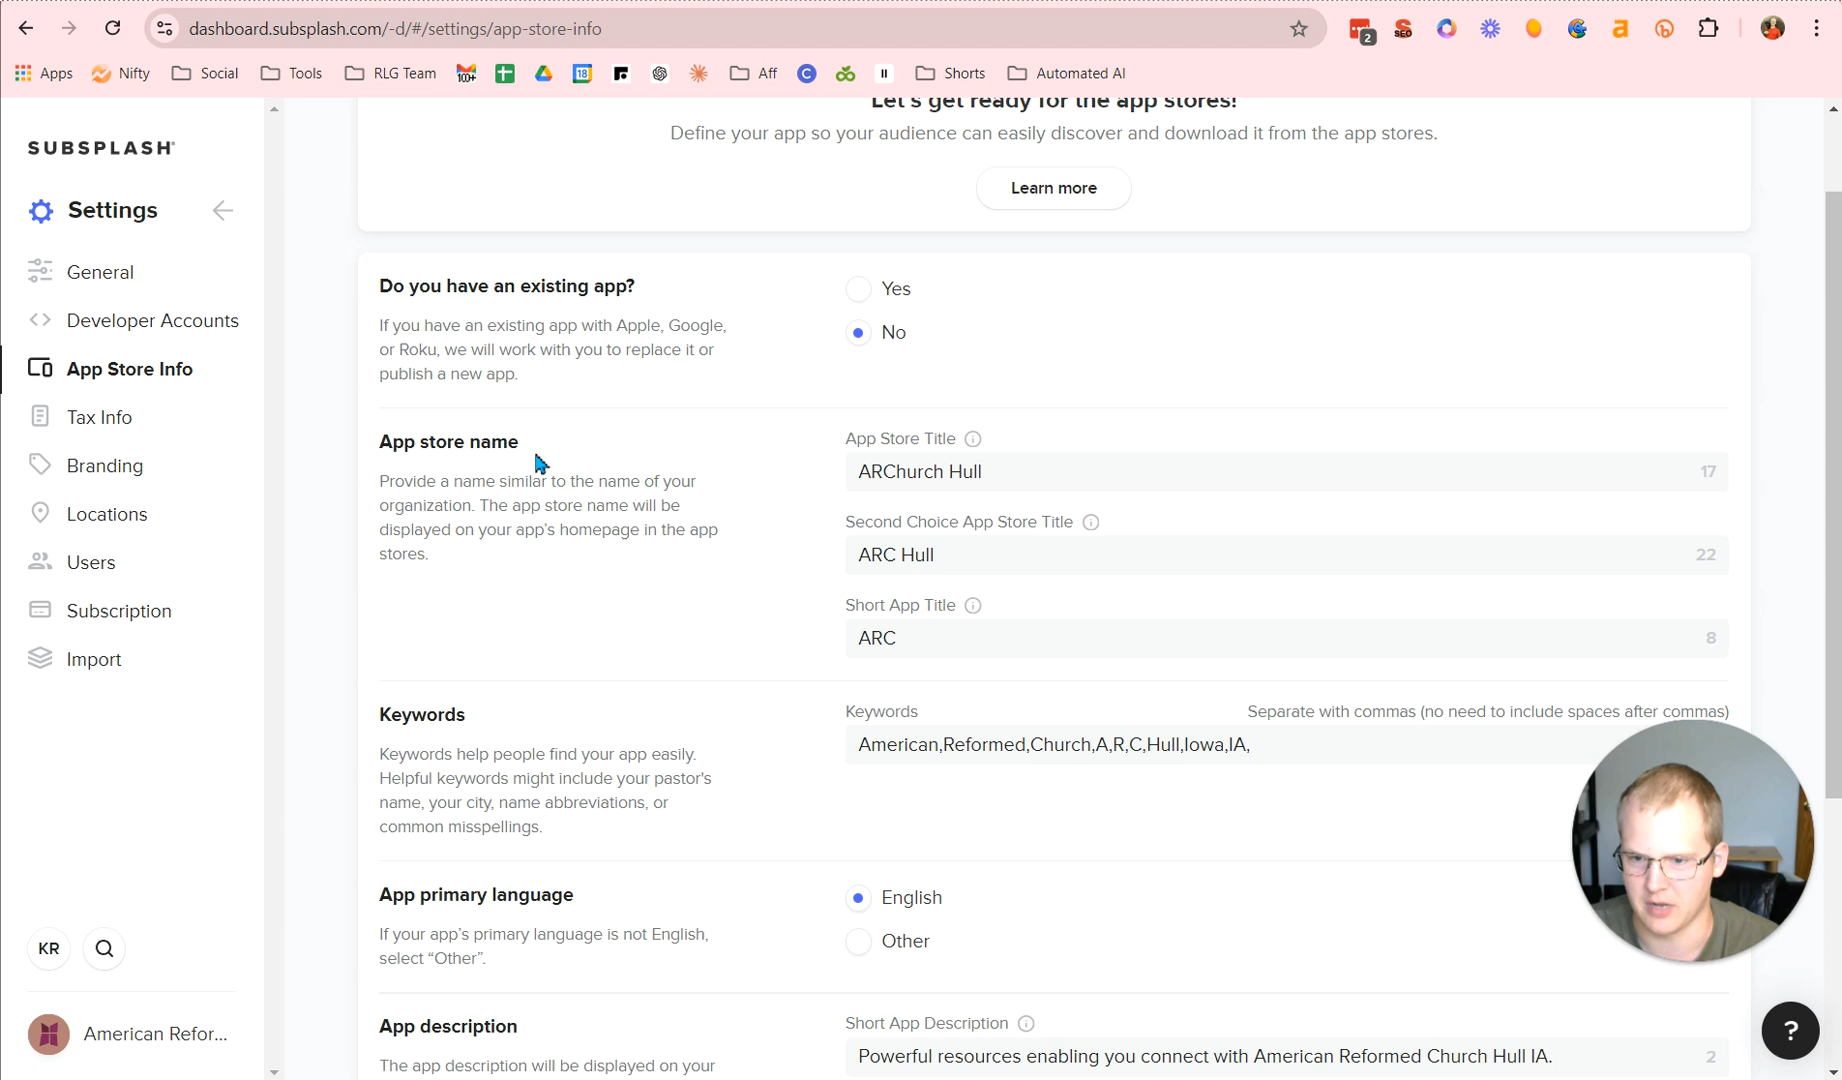 dashboard.subsplash.com/-d/#/settings/app-store-info
2
SEO
Apps
Nifty
Social
Tools
RLG Team
100+
18
Aff
Shorts
Automated AI
SUBSPLASH
Settings
General
Developer Accounts
App Store Info
Tax Info
Branding
Locations
Users
Subscription
Import
KR
American Refor...
Let's get ready for the app stores!
Define your app so your audience can easily discover and download it from the app stores.
Learn more
Do you have an existing app?
If you have an existing app with Apple, Google,
or Roku, we will work with you to replace it or
publish a new app.
Yes
No
App store name
Provide a name similar to the name of your
organization. The app store name will be
displayed on your app's homepage in the app
stores.
App Store Title
ARChurch Hull 17
Second Choice App Store Title
ARC Hull 22
Short App Title
ARC 8
Keywords
Keywords help people find your app easily.
Helpful keywords might include your pastor's
name, your city, name abbreviations, or
common misspellings.
Keywords Separate with commas (no need to include spaces after commas)
American,Reformed,Church,A,R,C,Hull,Iowa,IA,
App primary language
If your app's primary language is not English,
select “Other”.
English
Other
App description
The app description will be displayed on your
Short App Description
Powerful resources enabling you connect with American Reformed Church Hull IA. 2
?